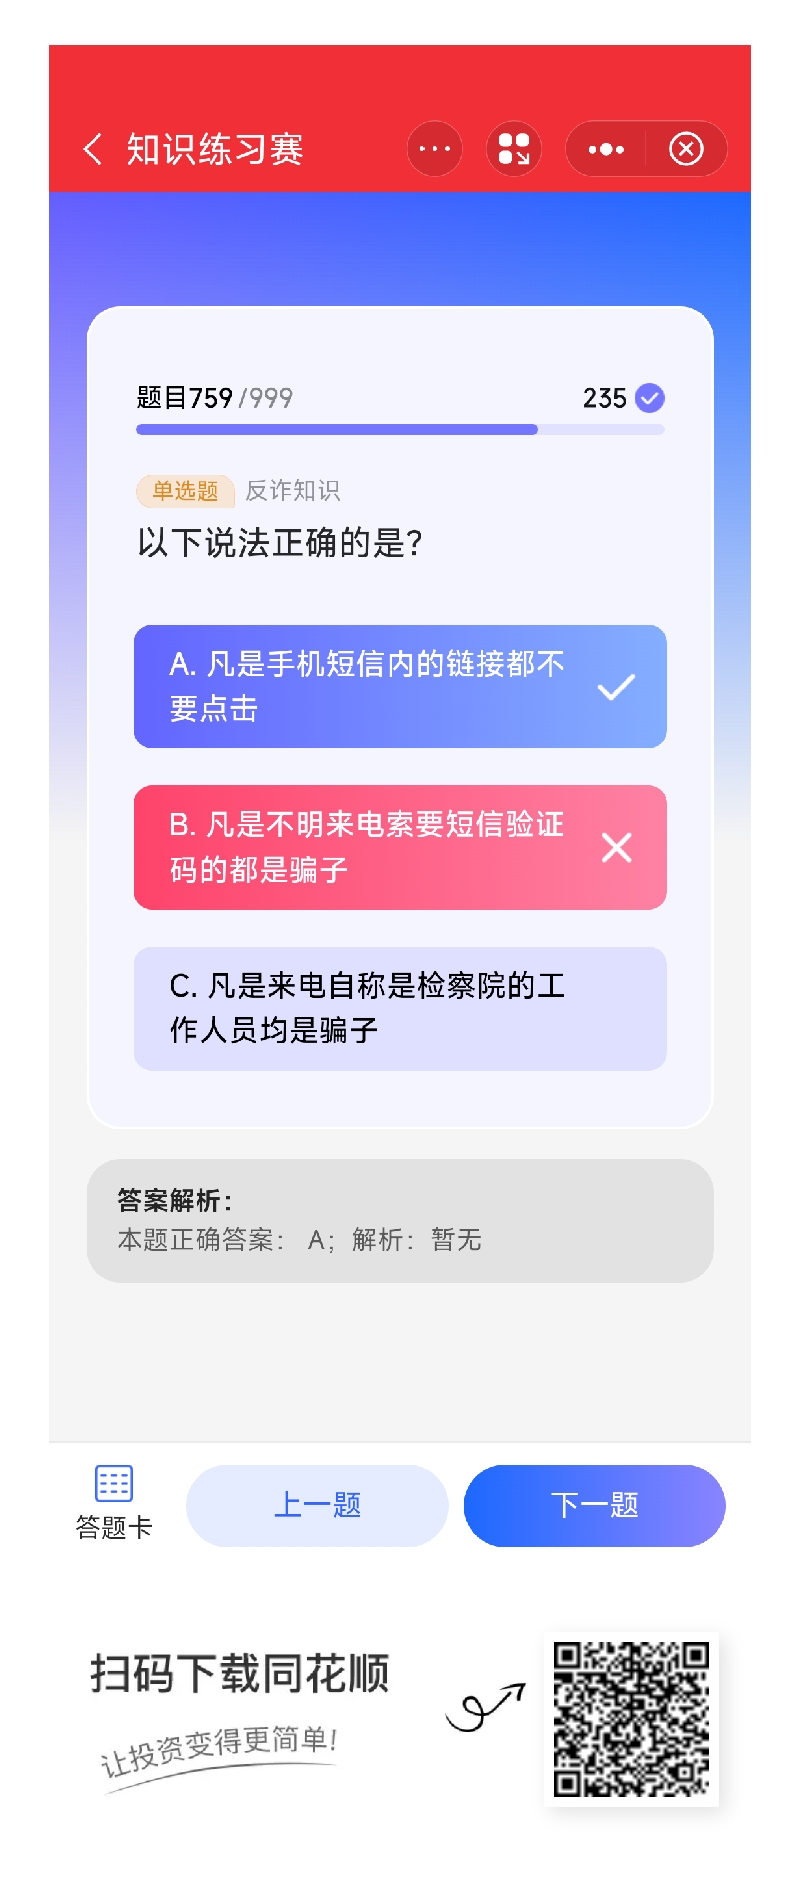 知识练习赛
题目759/999
235
单选题 反诈知识
以下说法正确的是?
A. 凡是手机短信内的链接都不
要点击
B. 凡是不明来电索要短信验证
码的都是骗子
C. 凡是来电自称是检察院的工
作人员均是骗子
答案解析:
本题正确答案: A; 解析: 暂无
答题卡
上一题
下一题
扫码下载同花顺
让投资变得更简单!